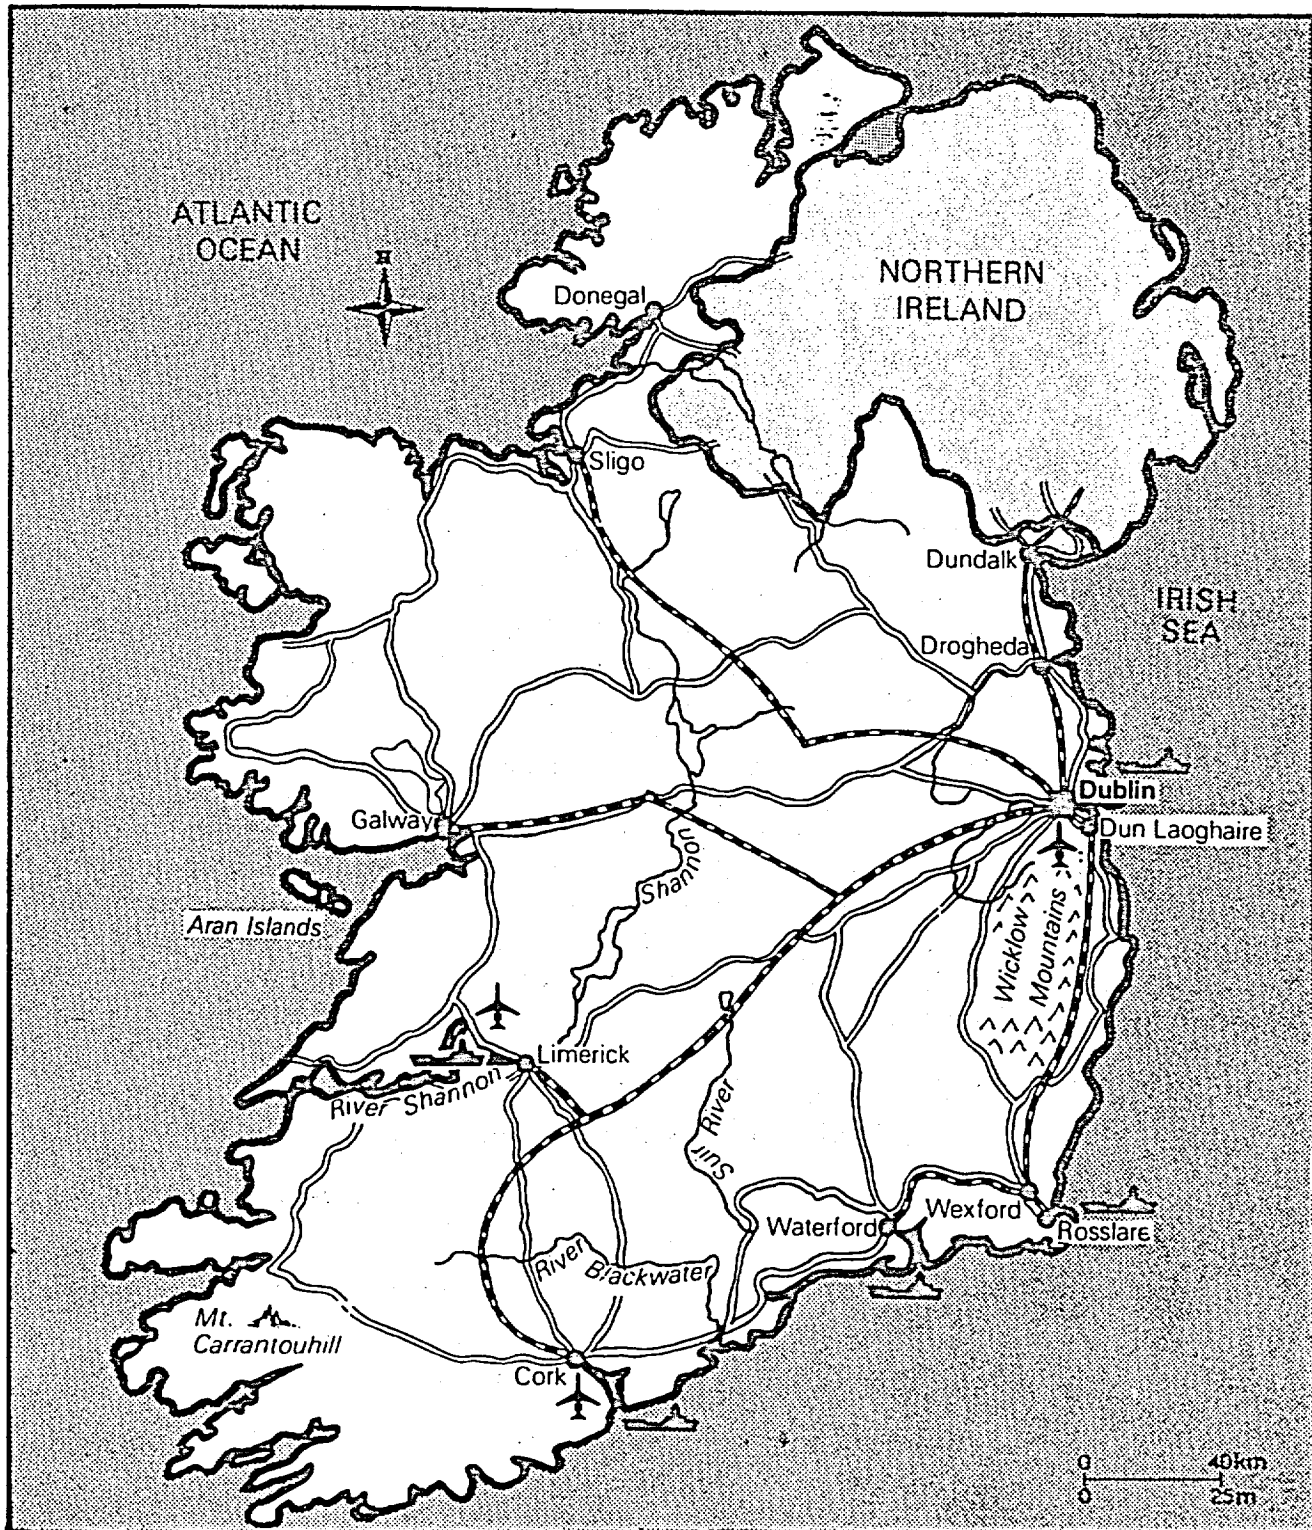 ATLANTIC
OCEAN
N
NORTHERN
IRELAND
Donegal
Sligo
Dundalk
IRISH
SEA
Drogheda
Dublin
Dun Laoghaire
Galway
Shannon
Aran Islands
Wicklow
Mountains
Limerick
River Shannon
Suir River
Waterford
Wexford
Rosslare
River
Blackwater
Mt.
Carrantouhill
Cork
0 40km
0 25m